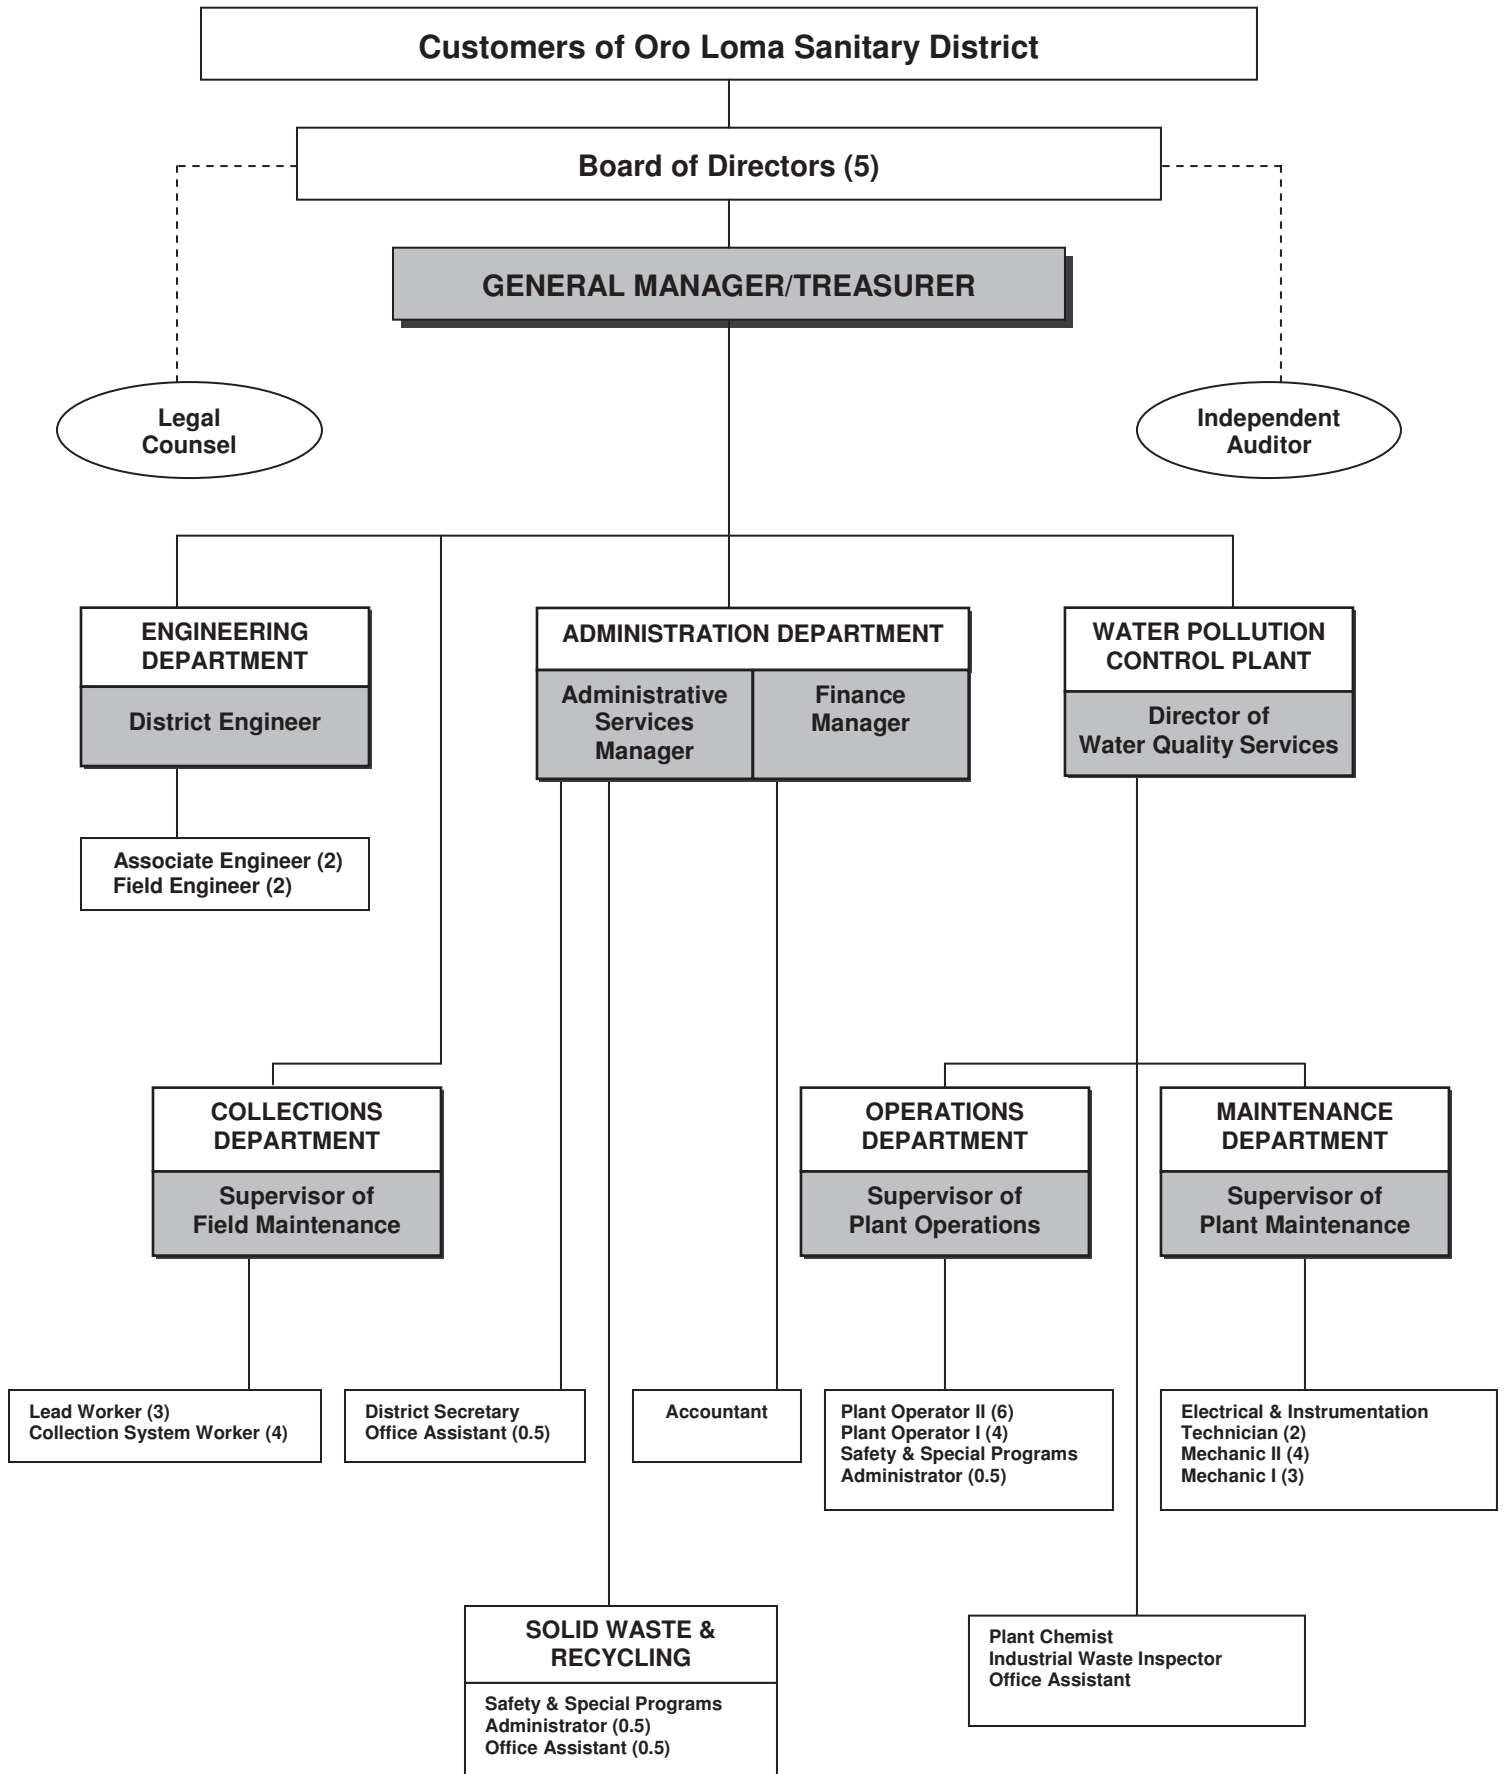 Customers of Oro Loma Sanitary District
Board of Directors (5)
GENERAL MANAGER/TREASURER
Legal
Counsel
Independent
Auditor
ENGINEERING
DEPARTMENT
District Engineer
Associate Engineer (2)
Field Engineer (2)
ADMINISTRATION DEPARTMENT
Administrative
Services
Manager
Finance
Manager
WATER POLLUTION
CONTROL PLANT
Director of
Water Quality Services
COLLECTIONS
DEPARTMENT
Supervisor of
Field Maintenance
OPERATIONS
DEPARTMENT
Supervisor of
Plant Operations
MAINTENANCE
DEPARTMENT
Supervisor of
Plant Maintenance
Lead Worker (3)
Collection System Worker (4)
District Secretary
Office Assistant (0.5)
Accountant
Plant Operator II (6)
Plant Operator I (4)
Safety & Special Programs
Administrator (0.5)
Electrical & Instrumentation
Technician (2)
Mechanic II (4)
Mechanic I (3)
SOLID WASTE &
RECYCLING
Safety & Special Programs
Administrator (0.5)
Office Assistant (0.5)
Plant Chemist
Industrial Waste Inspector
Office Assistant